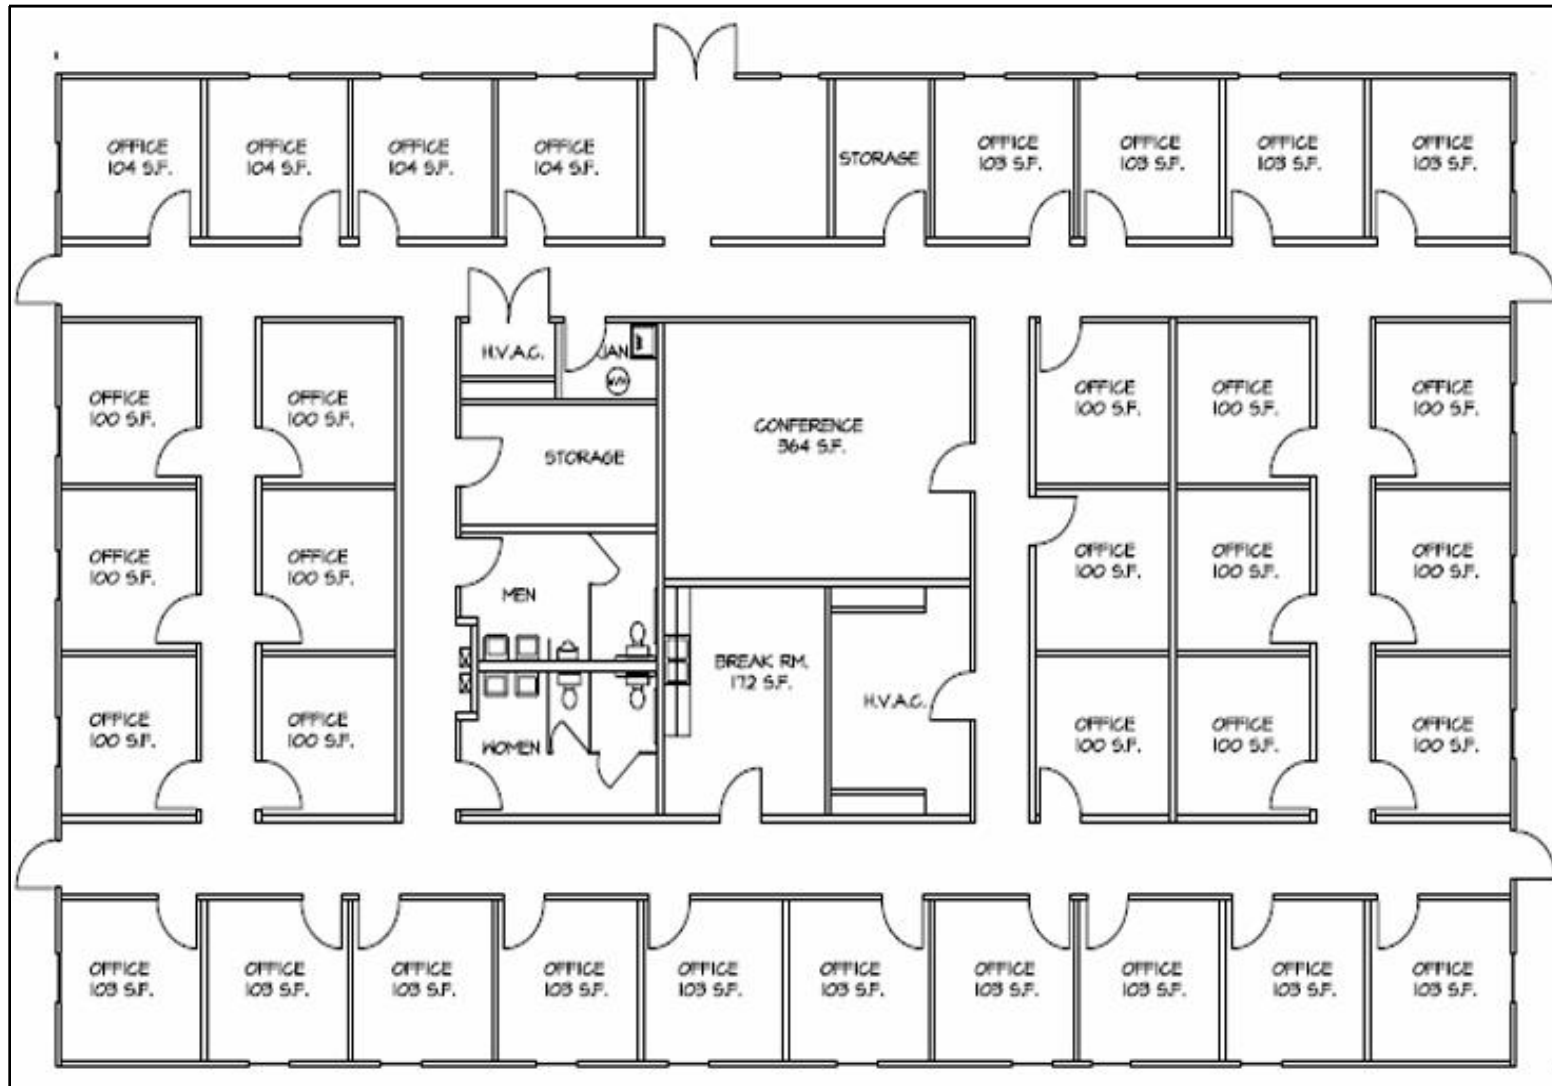 OFFICE
104 S.F.
OFFICE
104 S.F.
OFFICE
104 S.F.
OFFICE
104 S.F.
STORAGE
OFFICE
103 S.F.
OFFICE
103 S.F.
OFFICE
103 S.F.
OFFICE
103 S.F.
H.V.A.C.
JAN
W/H
OFFICE
100 S.F.
OFFICE
100 S.F.
CONFERENCE
364 S.F.
OFFICE
100 S.F.
OFFICE
100 S.F.
OFFICE
100 S.F.
STORAGE
OFFICE
100 S.F.
OFFICE
100 S.F.
MEN
OFFICE
100 S.F.
OFFICE
100 S.F.
OFFICE
100 S.F.
BREAK RM.
172 S.F.
H.V.A.C.
OFFICE
100 S.F.
OFFICE
100 S.F.
WOMEN
OFFICE
100 S.F.
OFFICE
100 S.F.
OFFICE
100 S.F.
OFFICE
103 S.F.
OFFICE
103 S.F.
OFFICE
103 S.F.
OFFICE
103 S.F.
OFFICE
103 S.F.
OFFICE
103 S.F.
OFFICE
103 S.F.
OFFICE
103 S.F.
OFFICE
103 S.F.
OFFICE
103 S.F.